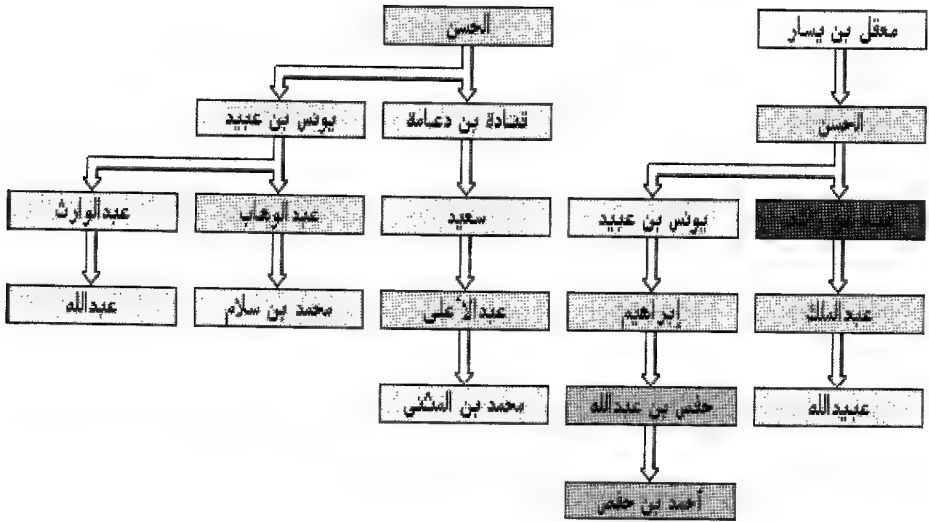 معقل بن يسار
الحسن
الحسن
قتادة بن دعامة
يونس بن عبيد
يونس بن عبيد
سعيد
عبدالوهاب
عبدالوارث
عبدالملك
إبراهيم
عبدالأعلى
محمد بن سلام
عبدالله
عبيدالله
حفص بن عبدالله
محمد بن المثنى
أحمد بن حفص